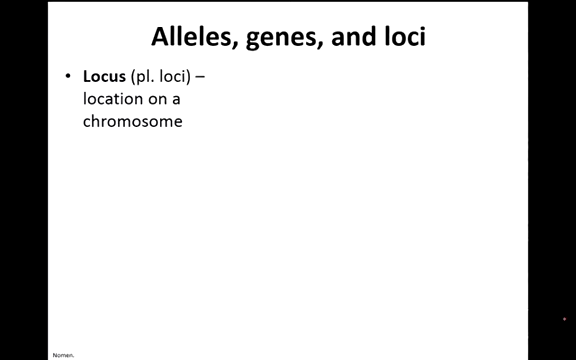 Alleles, genes, and loci
• Locus (pl. loci) –
location on a
chromosome
Nomen.